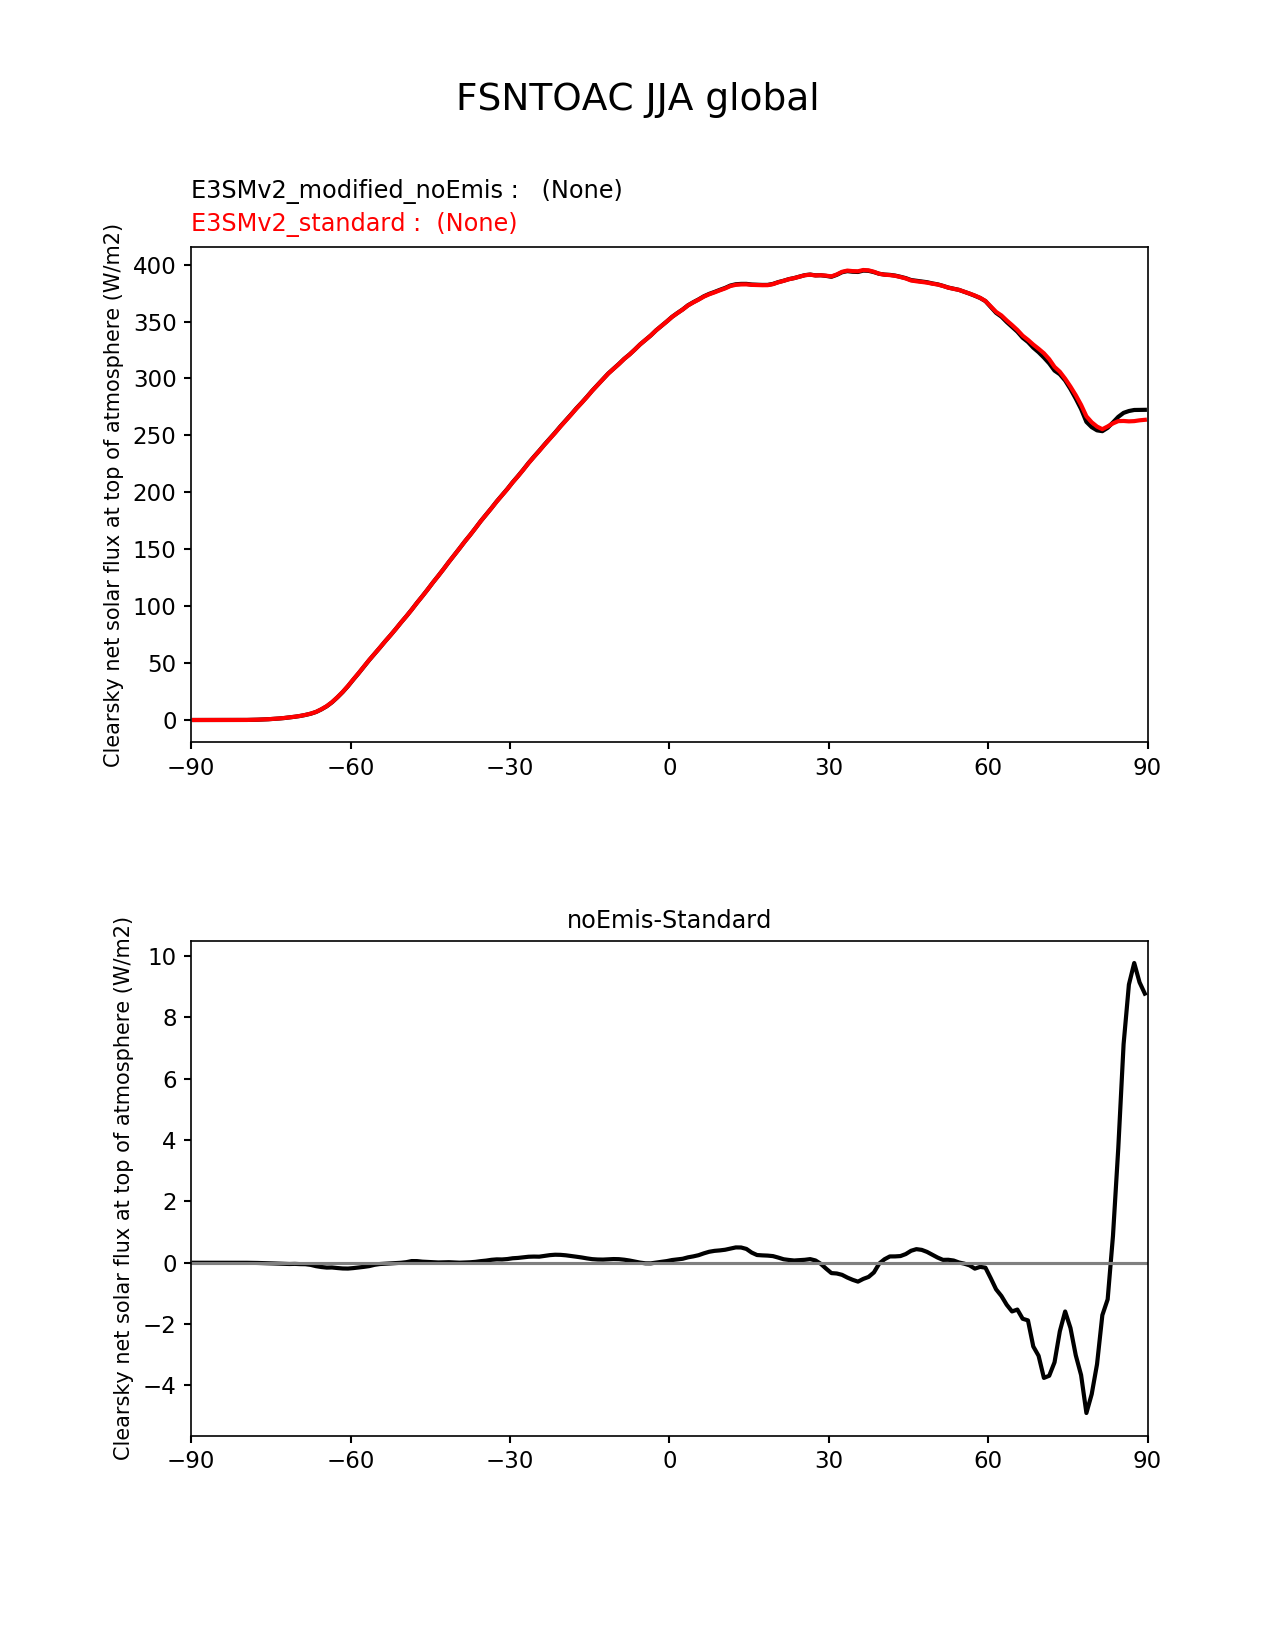 FSNTOAC JJA global
E3SMv2_modified_noEmis :   (None)
E3SMv2_standard :  (None)
Clearsky net solar flux at top of atmosphere (W/m2)
400
350
300
250
200
150
100
50
0
−90 −60 −30 0 30 60 90
noEmis-Standard
Clearsky net solar flux at top of atmosphere (W/m2)
10
8
6
4
2
0
−2
−4
−90 −60 −30 0 30 60 90